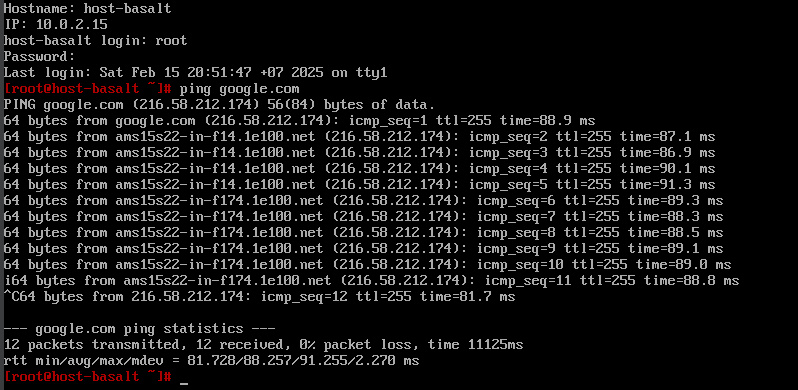 Hostname: host-basalt
IP: 10.0.2.15
host-basalt login: root
Password:
Last login: Sat Feb 15 20:51:47 +07 2025 on tty1
[root@host-basalt ~]# ping google.com
PING google.com (216.58.212.174) 56(84) bytes of data.
64 bytes from google.com (216.58.212.174): icmp_seq=1 ttl=255 time=88.9 ms
64 bytes from ams15s22-in-f14.1e100.net (216.58.212.174): icmp_seq=2 ttl=255 time=87.1 ms
64 bytes from ams15s22-in-f14.1e100.net (216.58.212.174): icmp_seq=3 ttl=255 time=86.9 ms
64 bytes from ams15s22-in-f14.1e100.net (216.58.212.174): icmp_seq=4 ttl=255 time=90.1 ms
64 bytes from ams15s22-in-f14.1e100.net (216.58.212.174): icmp_seq=5 ttl=255 time=91.3 ms
64 bytes from ams15s22-in-f174.1e100.net (216.58.212.174): icmp_seq=6 ttl=255 time=89.3 ms
64 bytes from ams15s22-in-f174.1e100.net (216.58.212.174): icmp_seq=7 ttl=255 time=88.3 ms
64 bytes from ams15s22-in-f174.1e100.net (216.58.212.174): icmp_seq=8 ttl=255 time=88.5 ms
64 bytes from ams15s22-in-f174.1e100.net (216.58.212.174): icmp_seq=9 ttl=255 time=89.1 ms
64 bytes from ams15s22-in-f174.1e100.net (216.58.212.174): icmp_seq=10 ttl=255 time=89.0 ms
i64 bytes from ams15s22-in-f174.1e100.net (216.58.212.174): icmp_seq=11 ttl=255 time=88.8 ms
^C64 bytes from 216.58.212.174: icmp_seq=12 ttl=255 time=81.7 ms

--- google.com ping statistics ---
12 packets transmitted, 12 received, 0% packet loss, time 11125ms
rtt min/avg/max/mdev = 81.728/88.257/91.255/2.270 ms
[root@host-basalt ~]# _